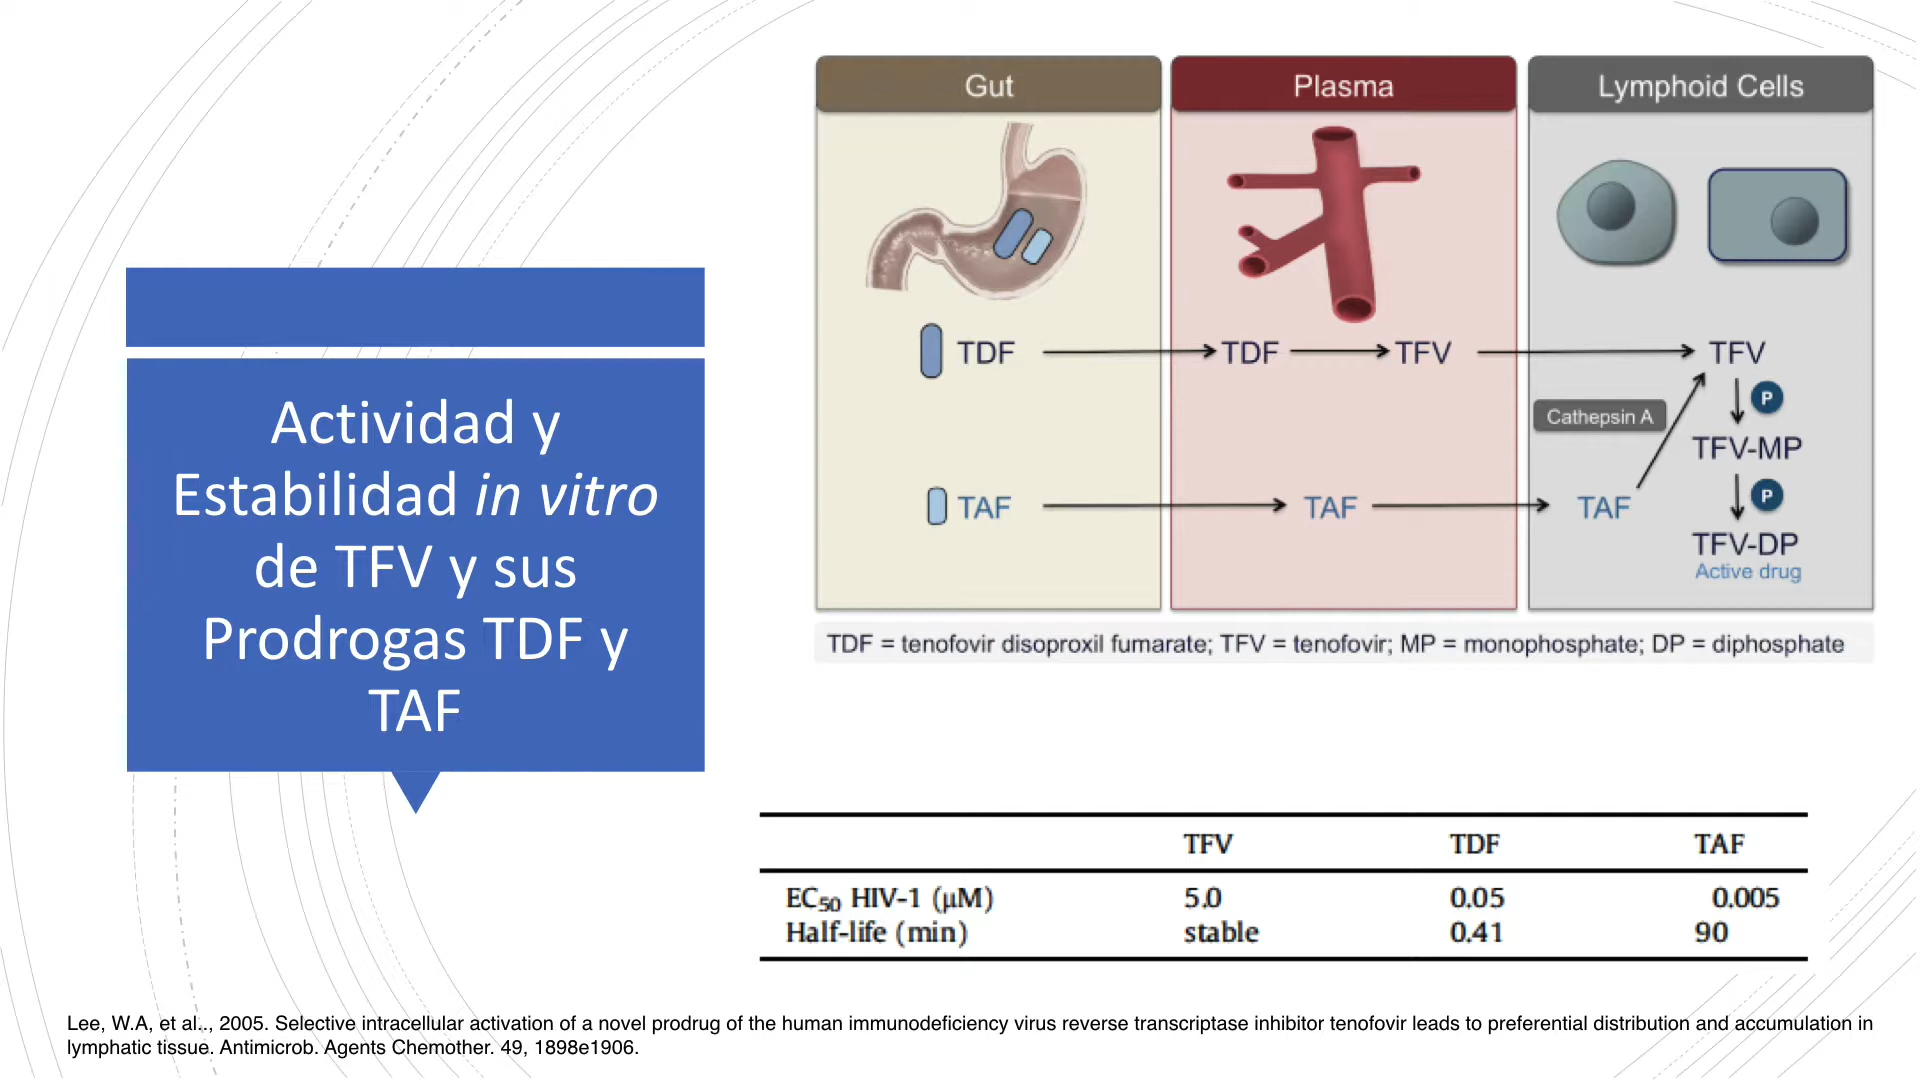 Actividad y
Estabilidad in vitro
de TFV y sus
Prodrogas TDF y
TAF
Gut
Plasma
Lymphoid Cells
TDF
TDF
TFV
TFV
P
Cathepsin A
TFV-MP
P
TAF
TAF
TAF
TFV-DP
Active drug
TDF = tenofovir disoproxil fumarate; TFV = tenofovir; MP = monophosphate; DP = diphosphate
TFV TDF TAF
EC50 HIV-1 (μM) 5.0 0.05 0.005
Half-life (min) stable 0.41 90
Lee, W.A, et al.., 2005. Selective intracellular activation of a novel prodrug of the human immunodeficiency virus reverse transcriptase inhibitor tenofovir leads to preferential distribution and accumulation in
lymphatic tissue. Antimicrob. Agents Chemother. 49, 1898e1906.